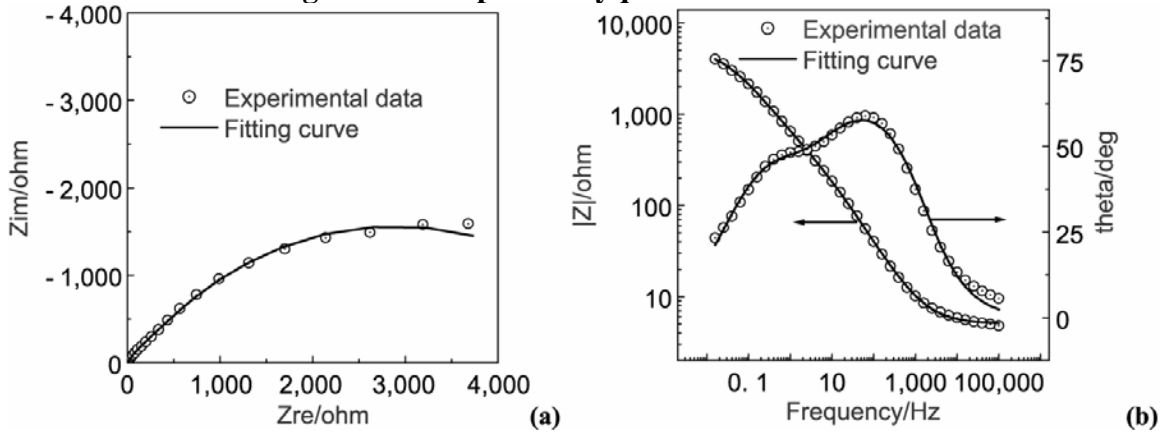 - 4,000
- 3,000
- 2,000
- 1,000
0
Zim/ohm
Experimental data
Fitting curve
0 1,000 2,000 3,000 4,000
Zre/ohm
(a)
10,000
1,000
100
10
|Z|/ohm
Experimental data
Fitting curve
75
50
25
0
theta/deg
0. 1 10 1,000 100,000
Frequency/Hz
(b)